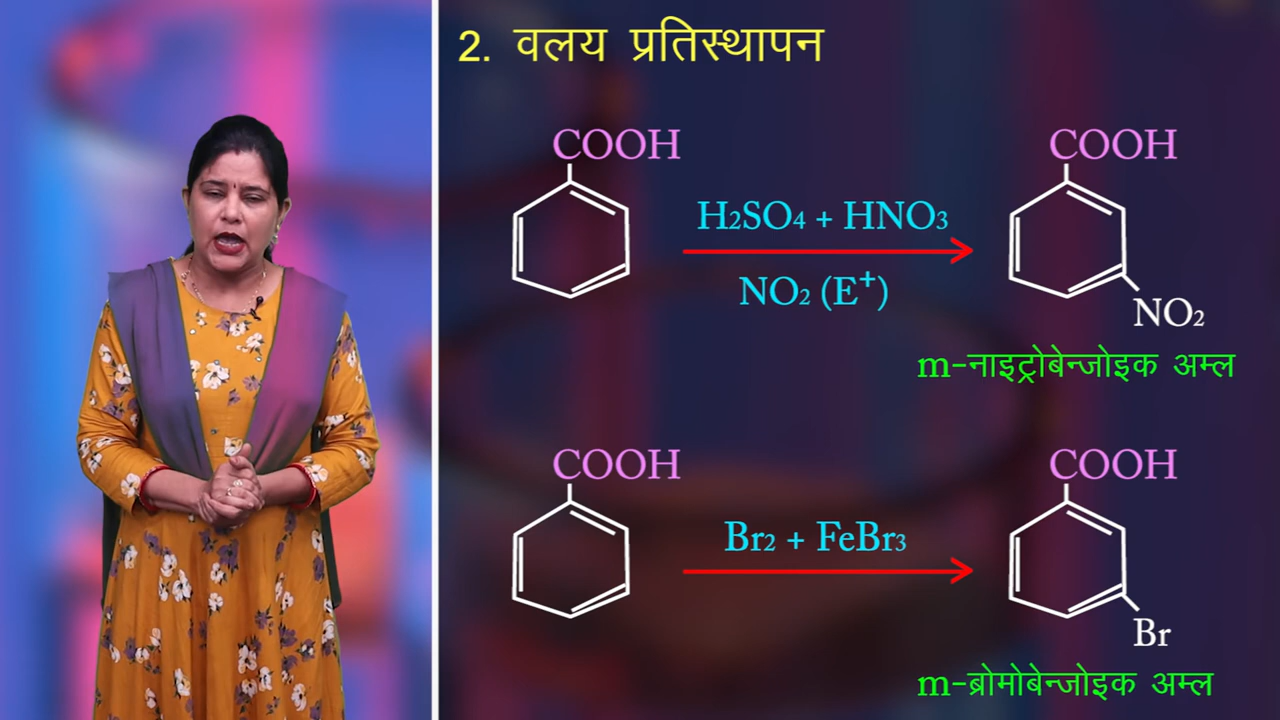 2. वलय प्रतिस्थापन
COOH COOH
H₂SO₄ + HNO₃
NO₂ (E⁺)
NO₂
m-नाइट्रोबेन्जोइक अम्ल
COOH COOH
Br₂ + FeBr₃
Br
m-ब्रोमोबेन्जोइक अम्ल